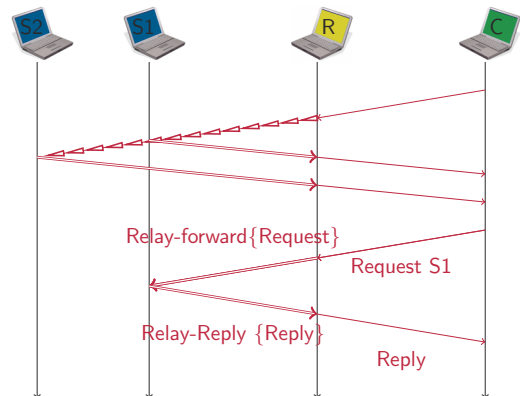 S2 S1 R C
Relay-forward{Request}
Request S1
Relay-Reply {Reply}
Reply